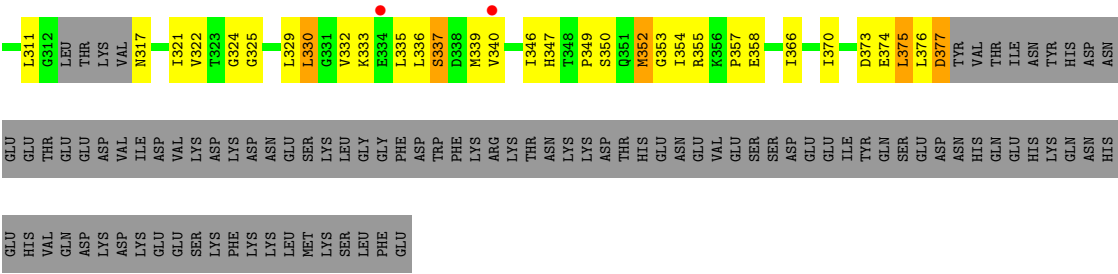 L311 G312 LEU THR LYS VAL N317 I321 V322 T323 G324 G325 L329 L330 G331 V332 K333 E334 L335 L336 S337 D338 M339 V340 I346 H347 T348 P349 S350 Q351 M352 G353 I354 R355 K356 P357 E358 I366 I370 D373 E374 L375 L376 D377 TYR VAL THR ILE ASN TYR HIS ASP ASN
GLU GLU THR GLU GLU ASP VAL ILE ASP VAL LYS ASP LYS ASP ASN GLU SER LYS LEU GLY GLY PHE ASP TRP PHE LYS ARG LYS THR ASN LYS LYS ASP THR HIS GLU ASN GLU VAL GLU SER SER ASP GLU GLU ILE TYR GLN SER GLU ASP ASN HIS GLN GLU HIS LYS GLN ASN HIS
GLU HIS VAL GLN ASP LYS ASP LYS GLU GLU SER LYS PHE LYS LYS LEU MET LYS SER LEU PHE GLU